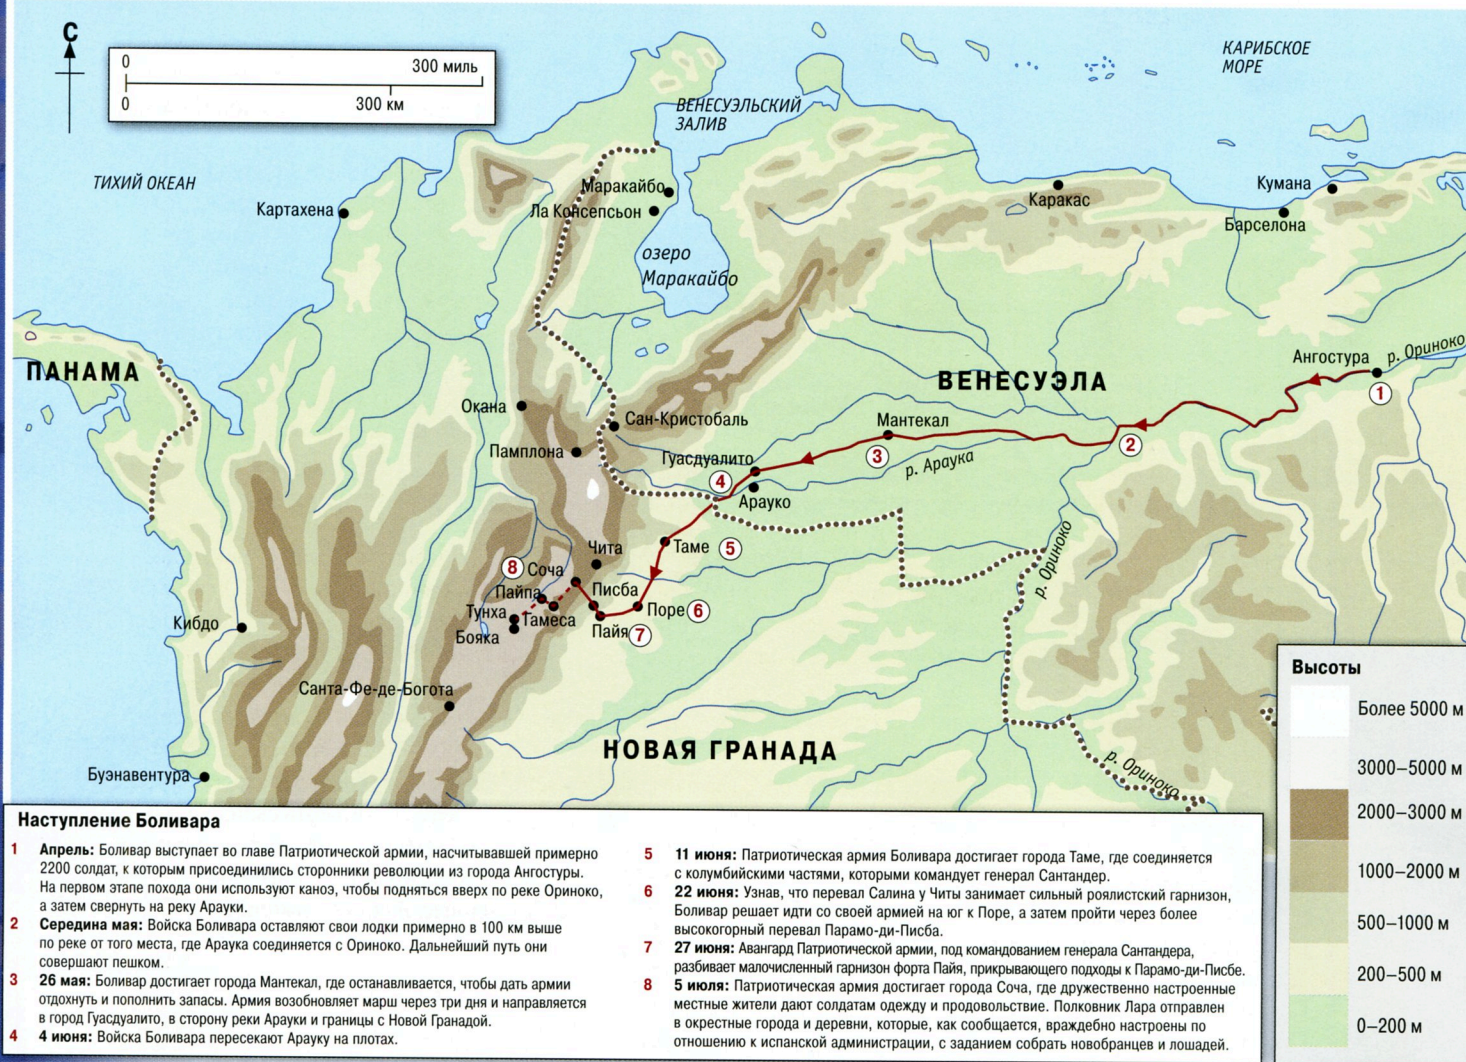 С
0
300 миль
0
300 км
КАРИБСКОЕ
МОРЕ
ВЕНЕСУЭЛЬСКИЙ
ЗАЛИВ
ТИХИЙ ОКЕАН
Картахена
Маракайбо
Ла Консепсьон
озеро
Маракайбо
Каракас
Кумана
Барселона
ПАНАМА
ВЕНЕСУЭЛА
Ангостура
р. Ориноко
1
Окана
Сан-Кристобаль
Мантекал
2
Памплона
Гуасдуалито
3
р. Араука
4
Арауко
Чита
Таме
5
8
Соча
р. Ориноко
Пайпа
Писба
Тунха
Тамеса
Поре
6
Бояка
Пайя
7
Кибдо
Санта-Фе-де-Богота
НОВАЯ ГРАНАДА
р. Ориноко
Буэнавентура
Высоты
Более 5000 м
3000–5000 м
2000–3000 м
1000–2000 м
500–1000 м
200–500 м
0–200 м
Наступление Боливара
1 Апрель: Боливар выступает во главе Патриотической армии, насчитывавшей примерно
2200 солдат, к которым присоединились сторонники революции из города Ангостуры.
На первом этапе похода они используют каноэ, чтобы подняться вверх по реке Ориноко,
а затем свернуть на реку Арауки.
2 Середина мая: Войска Боливара оставляют свои лодки примерно в 100 км выше
по реке от того места, где Араука соединяется с Ориноко. Дальнейший путь они
совершают пешком.
3 26 мая: Боливар достигает города Мантекал, где останавливается, чтобы дать армии
отдохнуть и пополнить запасы. Армия возобновляет марш через три дня и направляется
в город Гуасдуалито, в сторону реки Арауки и границы с Новой Гранадой.
4 4 июня: Войска Боливара пересекают Арауку на плотах.
5 11 июня: Патриотическая армия Боливара достигает города Таме, где соединяется
с колумбийскими частями, которыми командует генерал Сантандер.
6 22 июня: Узнав, что перевал Салина у Читы занимает сильный роялистский гарнизон,
Боливар решает идти со своей армией на юг к Поре, а затем пройти через более
высокогорный перевал Парамо-ди-Писба.
7 27 июня: Авангард Патриотической армии, под командованием генерала Сантандера,
разбивает малочисленный гарнизон форта Пайя, прикрывающего подходы к Парамо-ди-Писбе.
8 5 июля: Патриотическая армия достигает города Соча, где дружественно настроенные
местные жители дают солдатам одежду и продовольствие. Полковник Лара отправлен
в окрестные города и деревни, которые, как сообщается, враждебно настроены по
отношению к испанской администрации, с заданием собрать новобранцев и лошадей.